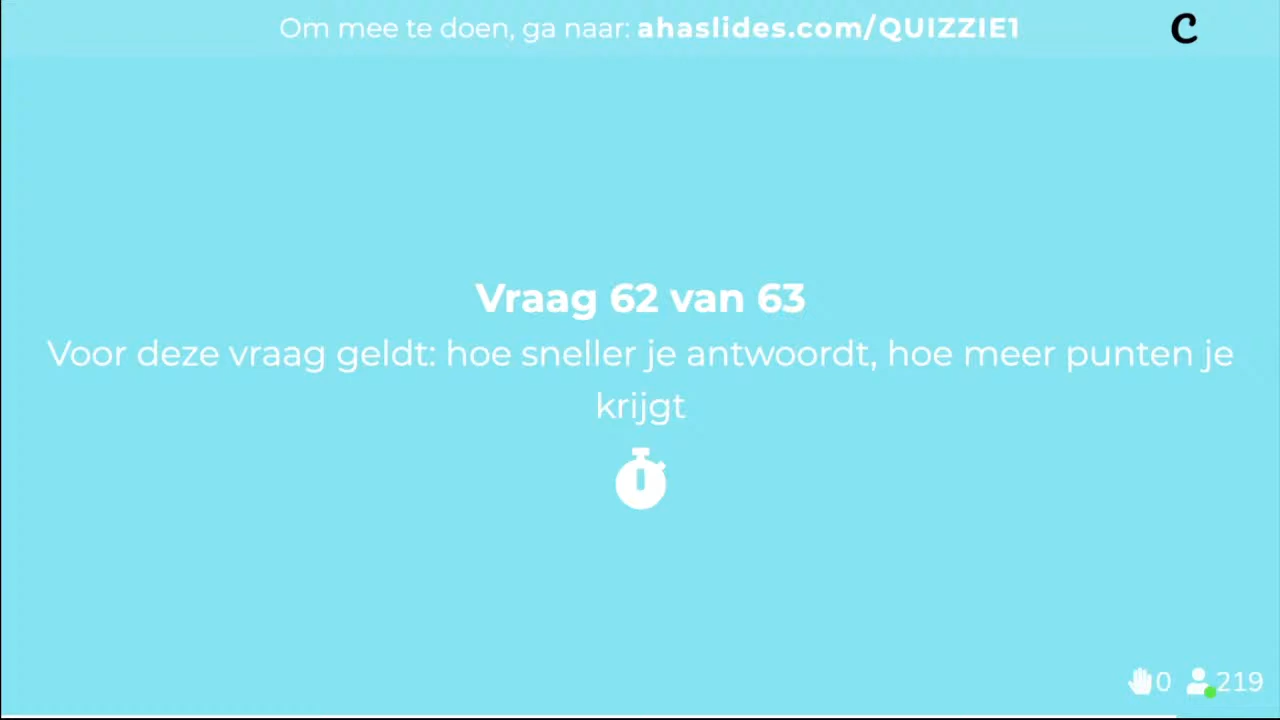 Om mee te doen, ga naar: ahaslides.com/QUIZZIE1
C
Vraag 62 van 63
Voor deze vraag geldt: hoe sneller je antwoordt, hoe meer punten je
krijgt
0 219